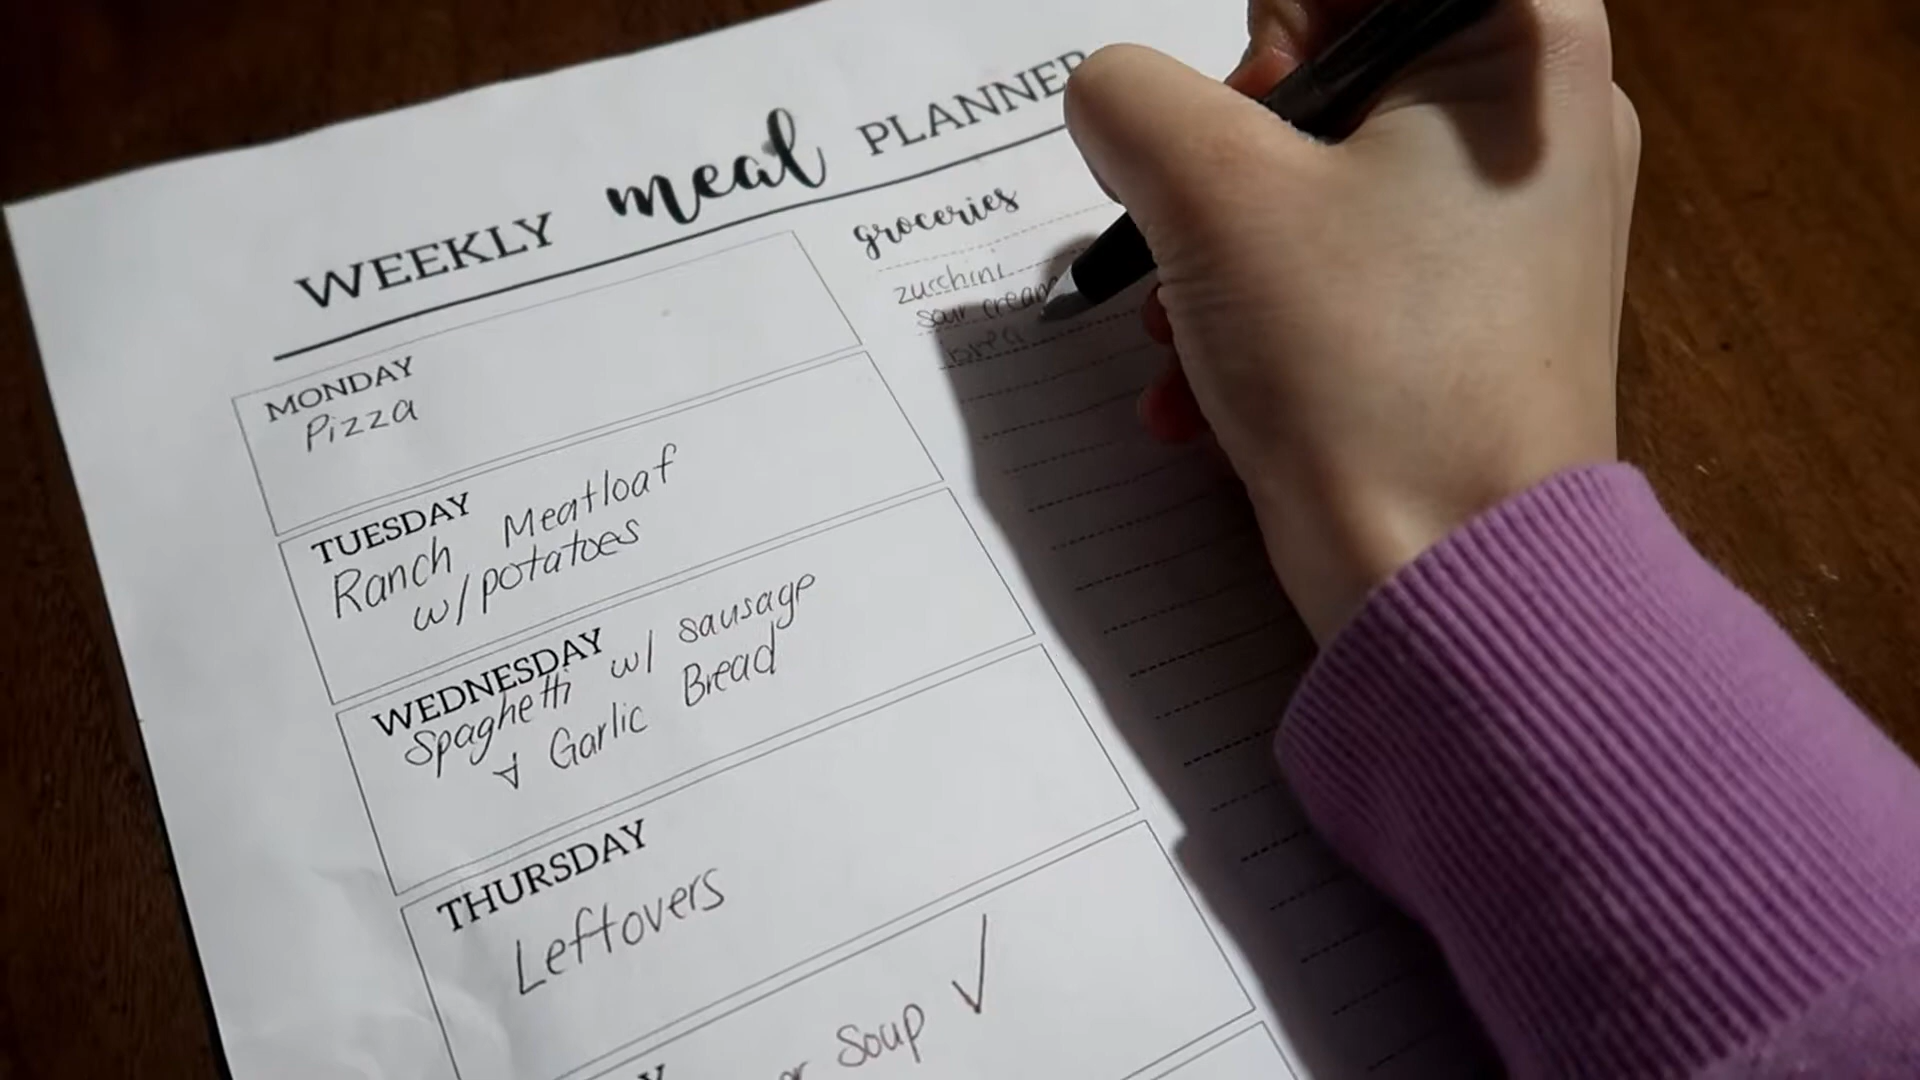 WEEKLY meal PLANNER
groceries
zucchini
sour cream
brea
MONDAY
Pizza
TUESDAY
Ranch Meatloaf
w/potatoes
WEDNESDAY
Spaghetti w/ sausage
Garlic Bread
THURSDAY
Leftovers
Soup ✓